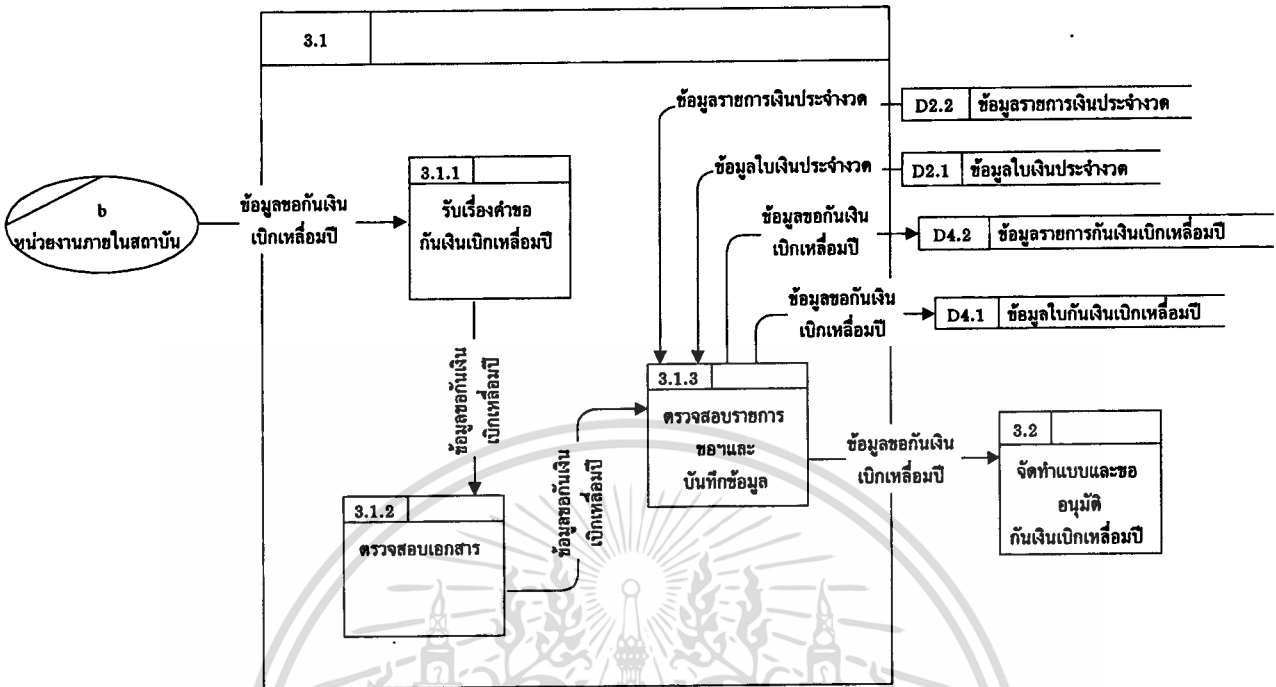 3.1
ข้อมูลรายการเงินประจำงวด
D2.2 ข้อมูลรายการเงินประจำงวด
ข้อมูลใบเงินประจำงวด
D2.1 ข้อมูลใบเงินประจำงวด
b
หน่วยงานภายในสถาบัน
ข้อมูลขอกันเงิน
เบิกเหลื่อมปี
3.1.1
รับเรื่องคำขอ
กันเงินเบิกเหลื่อมปี
ข้อมูลขอกันเงิน
เบิกเหลื่อมปี
D4.2 ข้อมูลรายการกันเงินเบิกเหลื่อมปี
ข้อมูลขอกันเงิน
เบิกเหลื่อมปี
D4.1 ข้อมูลใบกันเงินเบิกเหลื่อมปี
ข้อมูลขอกันเงิน
เบิกเหลื่อมปี
3.1.2
ตรวจสอบเอกสาร
ข้อมูลขอกันเงิน
เบิกเหลื่อมปี
3.1.3
ตรวจสอบรายการ
ขอฯและ
บันทึกข้อมูล
ข้อมูลขอกันเงิน
เบิกเหลื่อมปี
3.2
จัดทำแบบและขอ
อนุมัติ
กันเงินเบิกเหลื่อมปี